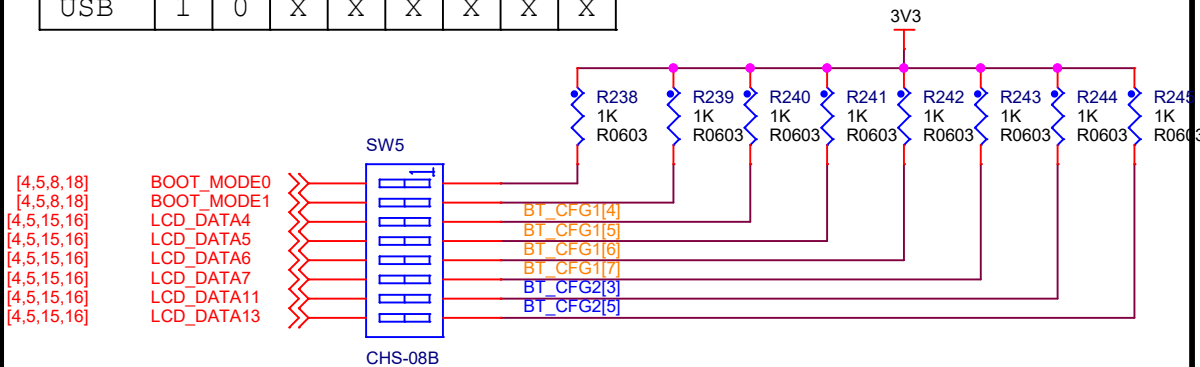 USB 1 0 X X X X X X
3V3
R238 R239 R240 R241 R242 R243 R244 R245
1K 1K 1K 1K 1K 1K 1K 1K
R0603 R0603 R0603 R0603 R0603 R0603 R0603 R0603
SW5
1
[4,5,8,18] BOOT_MODE0
[4,5,8,18] BOOT_MODE1
[4,5,15,16] LCD_DATA4 BT_CFG1[4]
[4,5,15,16] LCD_DATA5 BT_CFG1[5]
[4,5,15,16] LCD_DATA6 BT_CFG1[6]
[4,5,15,16] LCD_DATA7 BT_CFG1[7]
[4,5,15,16] LCD_DATA11 BT_CFG2[3]
[4,5,15,16] LCD_DATA13 BT_CFG2[5]
CHS-08B